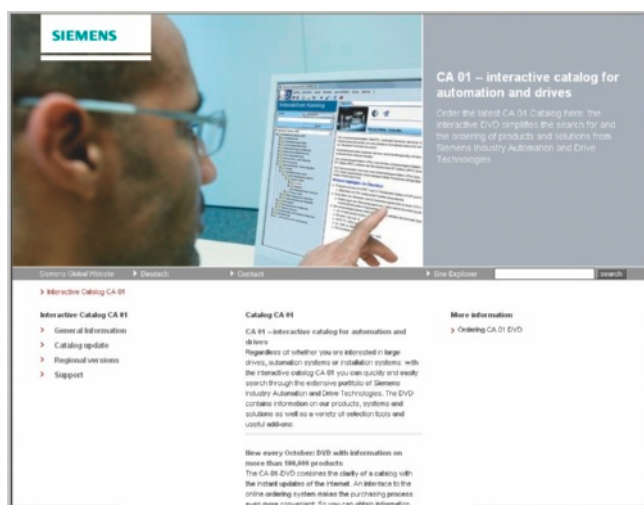 SIEMENS
CA 01 – interactive catalog for
automation and drives
Order the latest CA 01 Catalog here: the
interactive DVD simplifies the search for and
the ordering of products and solutions from
Siemens Industry Automation and Drive
Technologies
Siemens Global Website
Deutsch
Contact
Site Explorer
search
Interactive Catalog CA 01
Interactive Catalog CA 01
General Information
Catalog update
Regional versions
Support
Catalog CA 01
CA 01 – interactive catalog for automation and
drives
Regardless of whether you are interested in large
drives, automation systems or installation systems: with
the interactive catalog CA 01 you can quickly and easily
search through the extensive portfolio of Siemens
Industry Automation and Drive Technologies. The DVD
contains information on our products, systems and
solutions as well as a variety of selection tools and
useful add-ons.
New every October: DVD with information on
more than 100,000 products
The CA 01-DVD combines the clarity of a catalog with
the instant updates of the Internet. An interface to the
online ordering system makes the purchasing process
even more convenient. So you can obtain information
More information
Ordering CA 01 DVD